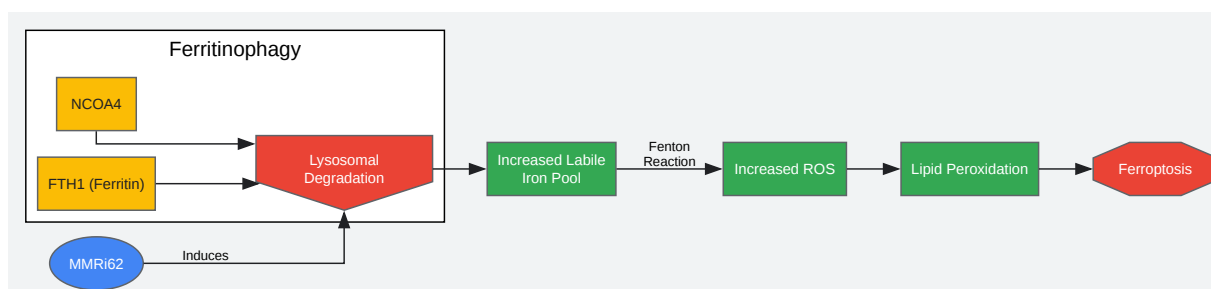 Ferritinophagy
NCOA4
FTH1 (Ferritin)
Lysosomal
Degradation
MMRi62
Induces
Increased Labile
Iron Pool
Fenton
Reaction
Increased ROS
Lipid Peroxidation
Ferroptosis